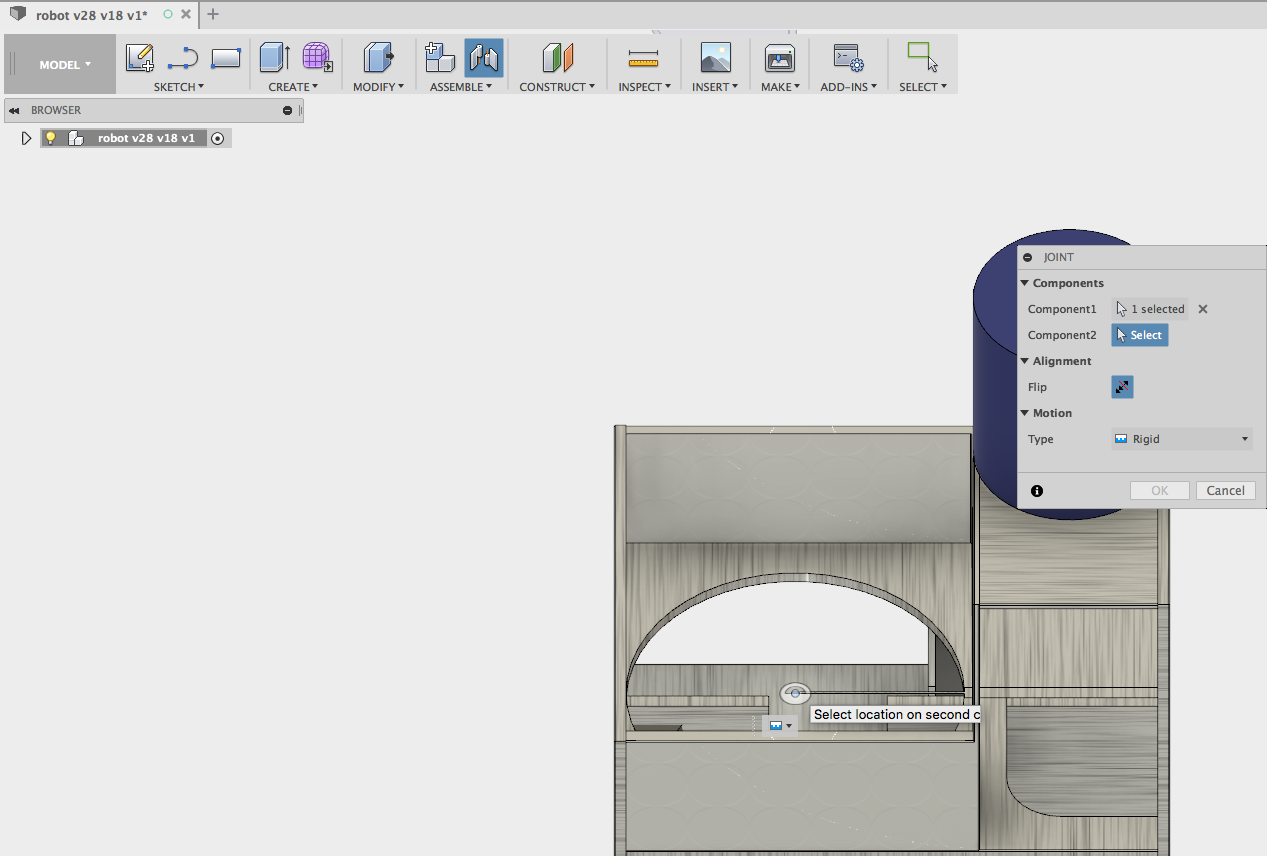 robot v28 v18 v1*
MODEL
SKETCH
CREATE
MODIFY
ASSEMBLE
CONSTRUCT
INSPECT
INSERT
MAKE
ADD-INS
SELECT
BROWSER
robot v28 v18 v1
JOINT
Components
Component1 1 selected
Component2 Select
Alignment
Flip
Motion
Type Rigid
OK Cancel
Select location on second c